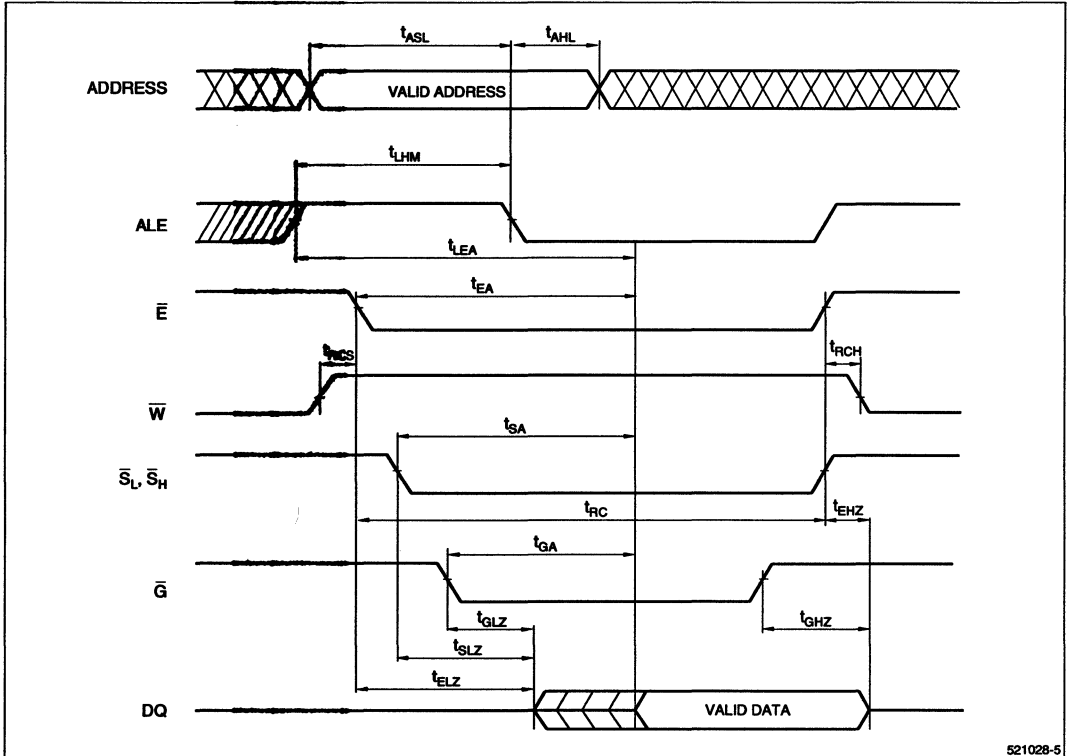 tASL tAHL
ADDRESS VALID ADDRESS
tLHM
ALE
tLEA
tEA
E̅
tRCS tRCH
W̅
tSA
S̅L, S̅H
tRC tEHZ
tGA
G̅
tGLZ tGHZ
tSLZ
tELZ
DQ VALID DATA
521028-5